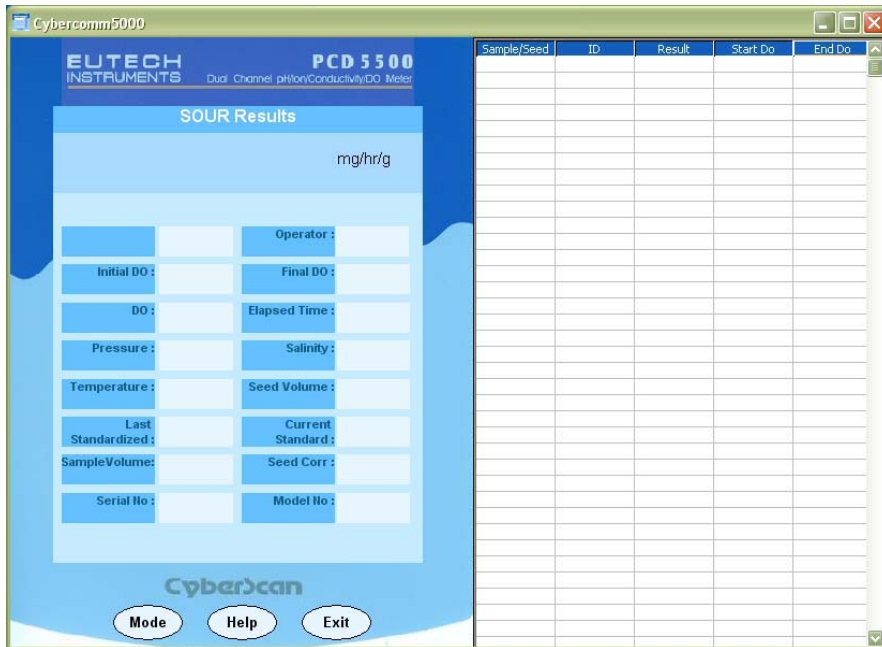 Cybercomm5000
EUTECH
INSTRUMENTS
PCD 5500
Dual Channel pH/Ion/Conductivity/DO Meter
SOUR Results
mg/hr/g
Operator :
Initial DO :
Final DO :
DO :
Elapsed Time :
Pressure :
Salinity :
Temperature :
Seed Volume :
Last
Standardized :
Current
Standard :
SampleVolume:
Seed Corr :
Serial No :
Model No :
CyberScan
Mode
Help
Exit
Sample/Seed ID Result Start Do End Do